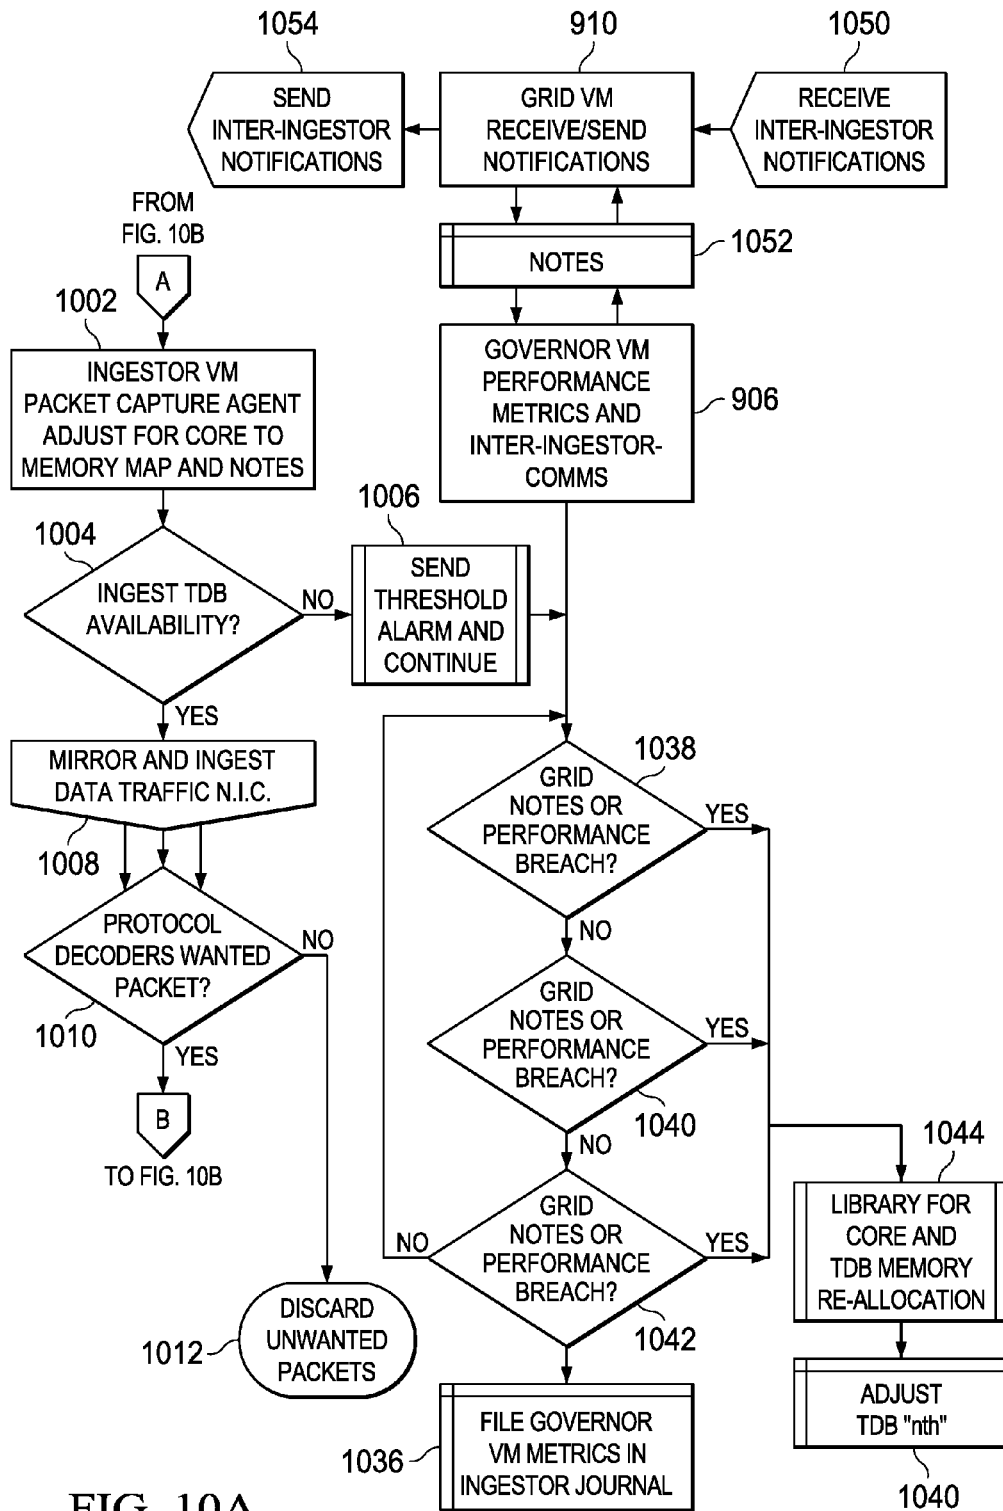 1054
910
1050
SEND
INTER-INGESTOR
NOTIFICATIONS
GRID VM
RECEIVE/SEND
NOTIFICATIONS
RECEIVE
INTER-INGESTOR
NOTIFICATIONS
FROM
FIG. 10B
A
NOTES
1052
1002
INGESTOR VM
PACKET CAPTURE AGENT
ADJUST FOR CORE TO
MEMORY MAP AND NOTES
GOVERNOR VM
PERFORMANCE
METRICS AND
INTER-INGESTOR-
COMMS
906
1004
INGEST TDB
AVAILABILITY?
NO
YES
1006
SEND
THRESHOLD
ALARM AND
CONTINUE
MIRROR AND INGEST
DATA TRAFFIC N.I.C.
1008
PROTOCOL
DECODERS WANTED
PACKET?
NO
1010
YES
B
TO FIG. 10B
1038
GRID
NOTES OR
PERFORMANCE
BREACH?
YES
NO
GRID
NOTES OR
PERFORMANCE
BREACH?
YES
1040
NO
GRID
NOTES OR
PERFORMANCE
BREACH?
NO
YES
1042
1044
LIBRARY FOR
CORE AND
TDB MEMORY
RE-ALLOCATION
1012
DISCARD
UNWANTED
PACKETS
ADJUST
TDB "nth"
1040
1036
FILE GOVERNOR
VM METRICS IN
INGESTOR JOURNAL
FIG. 10A